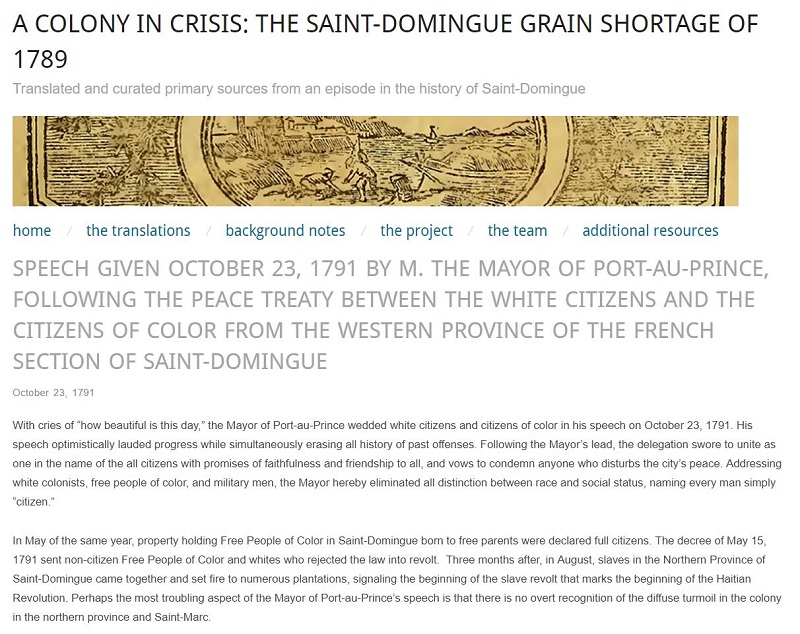 A COLONY IN CRISIS: THE SAINT-DOMINGUE GRAIN SHORTAGE OF
1789
Translated and curated primary sources from an episode in the history of Saint-Domingue
home / the translations / background notes / the project / the team / additional resources
SPEECH GIVEN OCTOBER 23, 1791 BY M. THE MAYOR OF PORT-AU-PRINCE,
FOLLOWING THE PEACE TREATY BETWEEN THE WHITE CITIZENS AND THE
CITIZENS OF COLOR FROM THE WESTERN PROVINCE OF THE FRENCH
SECTION OF SAINT-DOMINGUE
October 23, 1791
With cries of “how beautiful is this day,” the Mayor of Port-au-Prince wedded white citizens and citizens of color in his speech on October 23, 1791. His
speech optimistically lauded progress while simultaneously erasing all history of past offenses. Following the Mayor’s lead, the delegation swore to unite as
one in the name of the all citizens with promises of faithfulness and friendship to all, and vows to condemn anyone who disturbs the city’s peace. Addressing
white colonists, free people of color, and military men, the Mayor hereby eliminated all distinction between race and social status, naming every man simply
“citizen.”
In May of the same year, property holding Free People of Color in Saint-Domingue born to free parents were declared full citizens. The decree of May 15,
1791 sent non-citizen Free People of Color and whites who rejected the law into revolt.  Three months after, in August, slaves in the Northern Province of
Saint-Domingue came together and set fire to numerous plantations, signaling the beginning of the slave revolt that marks the beginning of the Haitian
Revolution. Perhaps the most troubling aspect of the Mayor of Port-au-Prince’s speech is that there is no overt recognition of the diffuse turmoil in the colony
in the northern province and Saint-Marc.